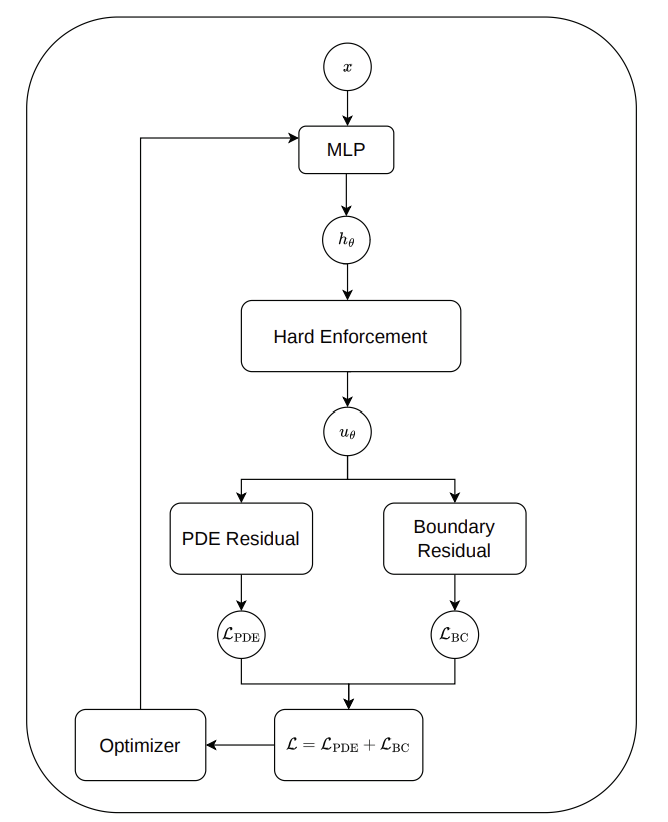 x
MLP
h_θ
Hard Enforcement
u_θ
PDE Residual
Boundary
Residual
ℒ_PDE
ℒ_BC
Optimizer
ℒ = ℒ_PDE + ℒ_BC